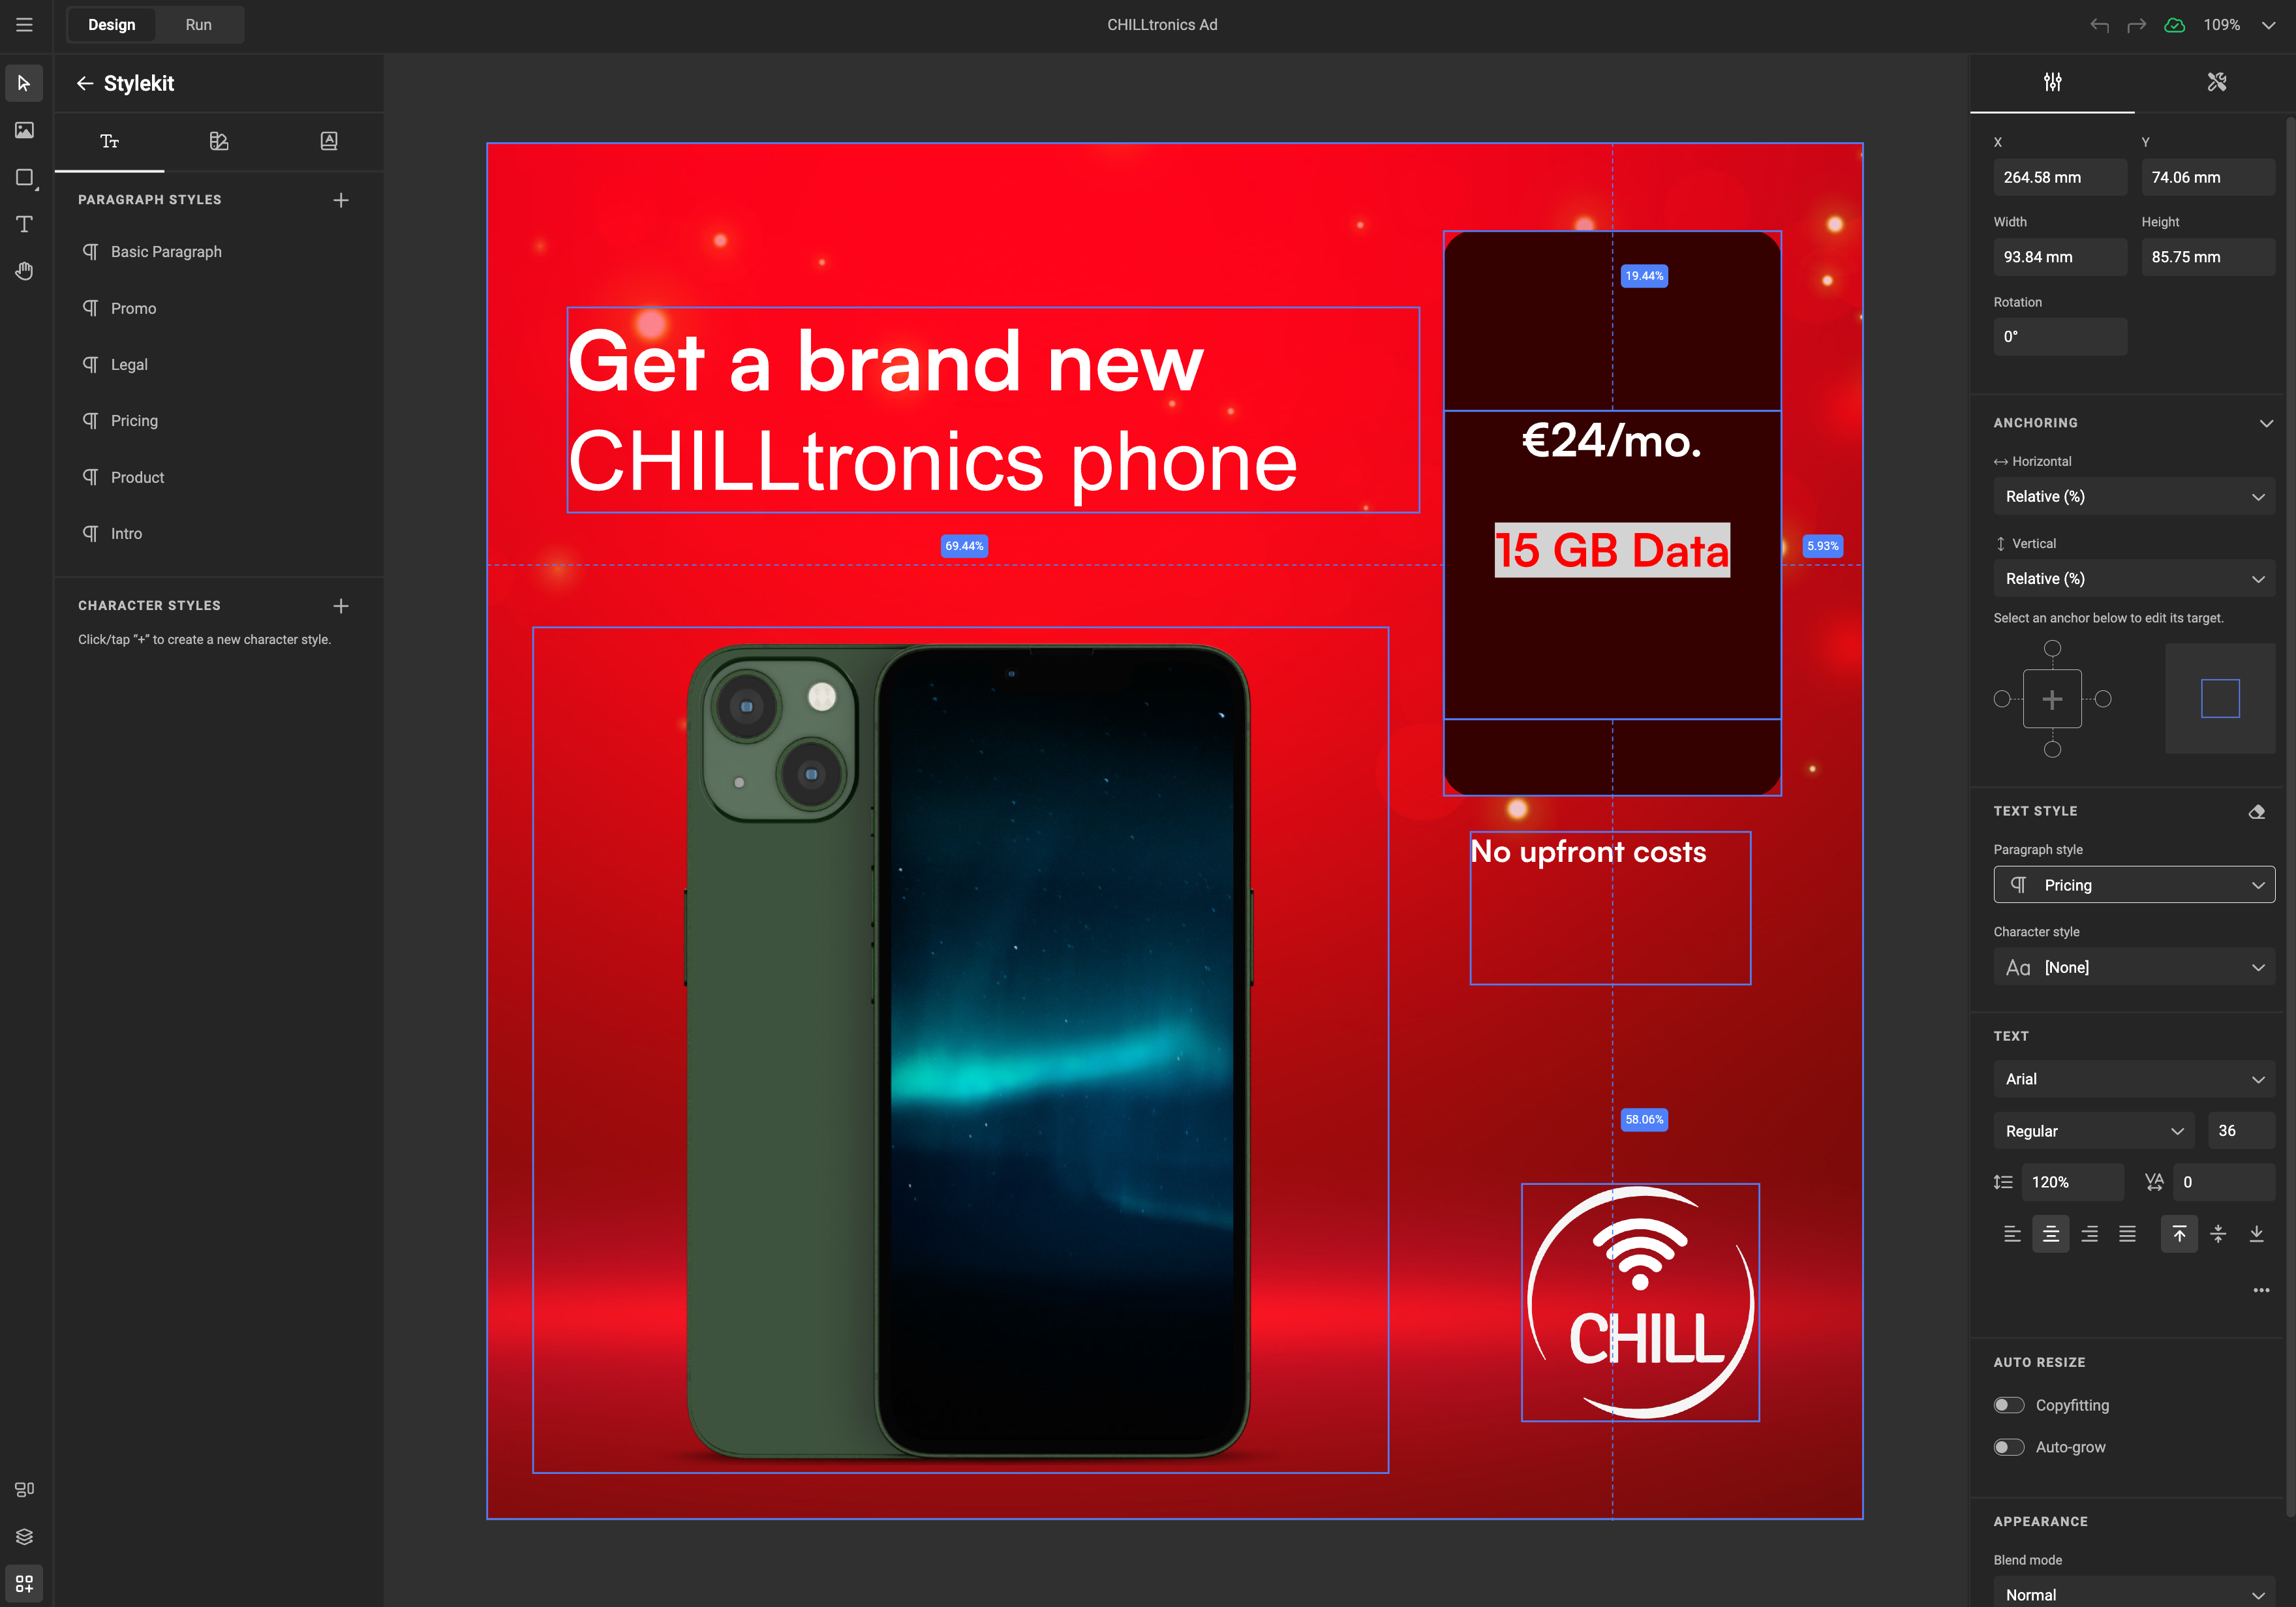 Design
Run
CHILLtronics Ad
109%
Stylekit
PARAGRAPH STYLES
Basic Paragraph
Promo
Legal
Pricing
Product
Intro
CHARACTER STYLES
Click/tap “+” to create a new character style.
Get a brand new
CHILLtronics phone
19.44%
€24/mo.
15 GB Data
69.44%
5.93%
No upfront costs
58.06%
CHILL
X
Y
264.58 mm
74.06 mm
Width
Height
93.84 mm
85.75 mm
Rotation
0°
ANCHORING
Horizontal
Relative (%)
Vertical
Relative (%)
Select an anchor below to edit its target.
TEXT STYLE
Paragraph style
Pricing
Character style
Aa [None]
TEXT
Arial
Regular
36
120%
VA
0
AUTO RESIZE
Copyfitting
Auto-grow
APPEARANCE
Blend mode
Normal